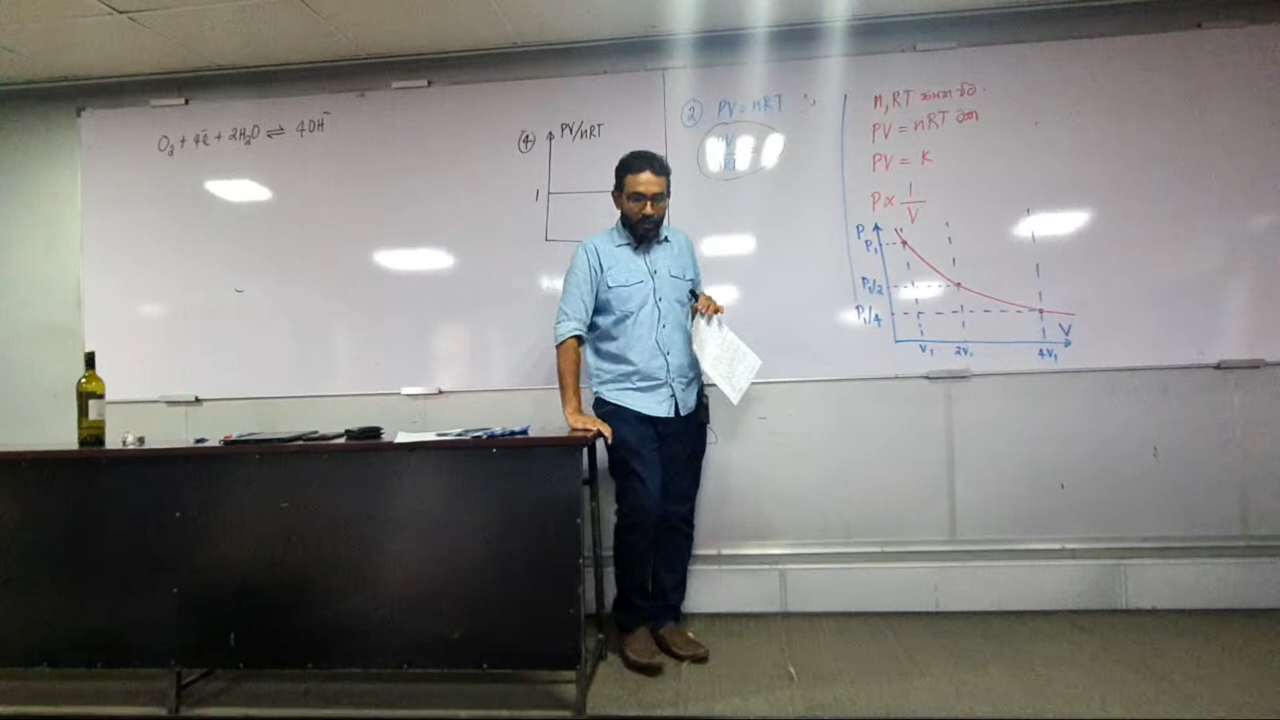 O₂ + 4ē + 2H₂O ⇌ 4OH⁻
④ PV/nRT
1
② PV = nRT
n,RT
PV = nRT
PV = K
P ∝ 1/V
P
P₁
P₁/2
P₁/4
V
V₁ 2V₁ 4V₁